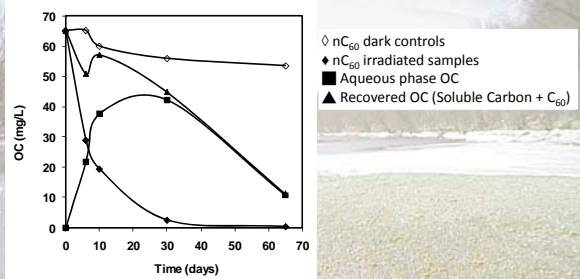 70
60
50
40
30
20
10
0
OC (mg/L)
0 10 20 30 40 50 60 70
Time (days)
◊ nC₆₀ dark controls
♦ nC₆₀ irradiated samples
■ Aqueous phase OC
▲ Recovered OC (Soluble Carbon + C₆₀)